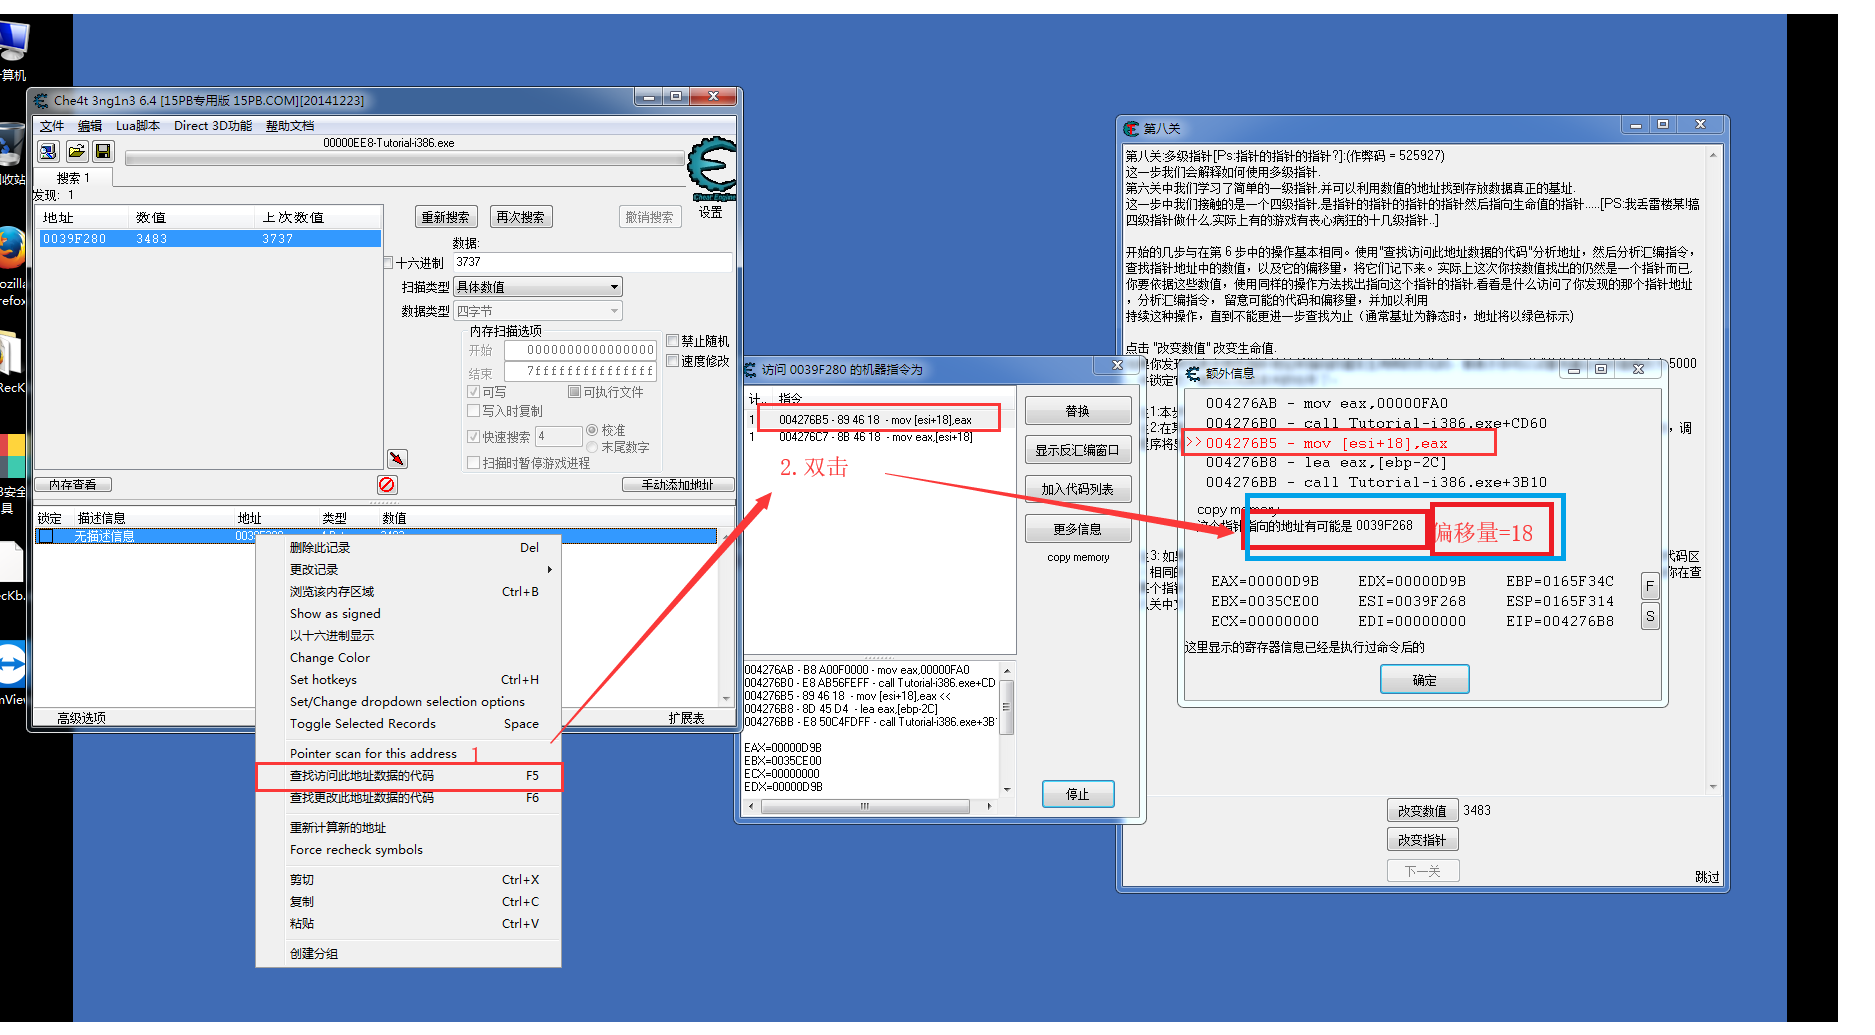 计算机
回收站
ozilla
refox
RecK
B安全
具
ecKb.
mView
Che4t 3ng1n3 6.4 [15PB专用版 15PB.COM][20141223]
文件 编辑 Lua脚本 Direct 3D功能 帮助文档
00000EE8-Tutorial-i386.exe
Cheat Engine
设置
搜索 1
发现: 1
地址 数值 上次数值
0039F280 3483 3737
重新搜索 再次搜索 撤销搜索
数据:
十六进制 3737
扫描类型 具体数值
数据类型 四字节
内存扫描选项
开始 0000000000000000
结束 7fffffffffffffff
可写 可执行文件
写入时复制
快速搜索 4 校准
末尾数字
扫描时暂停游戏进程
禁止随机
速度修改
内存查看 手动添加地址
锁定 描述信息 地址 类型 数值
无描述信息
高级选项 扩展表
删除此记录 Del
更改记录
浏览该内存区域 Ctrl+B
Show as signed
以十六进制显示
Change Color
Set hotkeys Ctrl+H
Set/Change dropdown selection options
Toggle Selected Records Space
Pointer scan for this address 1
查找访问此地址数据的代码 F5
查找更改此地址数据的代码 F6
重新计算新的地址
Force recheck symbols
剪切 Ctrl+X
复制 Ctrl+C
粘贴 Ctrl+V
创建分组
访问 0039F280 的机器指令为
计.. 指令
1 004276B5 - 89 46 18 - mov [esi+18],eax
1 004276C7 - 8B 46 18 - mov eax,[esi+18]
2.双击
替换
显示反汇编窗口
加入代码列表
更多信息
copy memory
004276AB - B8 A00F0000 - mov eax,00000FA0
004276B0 - E8 AB56FEFF - call Tutorial-i386.exe+CD
004276B5 - 89 46 18 - mov [esi+18],eax <<
004276B8 - 8D 45 D4 - lea eax,[ebp-2C]
004276BB - E8 50C4FDFF - call Tutorial-i386.exe+3B
EAX=00000D9B
EBX=0035CE00
ECX=00000000
EDX=00000D9B
停止
第八关
第八关:多级指针[Ps:指针的指针的指针?]:(作弊码 = 525927)
这一步我们会解释如何使用多级指针.
第六关中我们学习了简单的一级指针,并可以利用数值的地址找到存放数据真正的基址.
这一步中我们接触的是一个四级指针,是指针的指针的指针的指针然后指向生命值的指针.....[PS:我丢雷楼某!搞
四级指针做什么,实际上有的游戏有丧心病狂的十几级指针..]
开始的几步与在第 6 步中的操作基本相同。使用"查找访问此地址数据的代码"分析地址，然后分析汇编指令，
查找指针地址中的数值，以及它的偏移量，将它们记下来。实际上这次你按数值找出的仍然是一个指针而已,
你要依据这些数值，使用同样的操作方法找出指向这个指针的指针,看看是什么访问了你发现的那个指针地址
，分析汇编指令，留意可能的代码和偏移量，并加以利用
持续这种操作，直到不能更进一步查找为止（通常基址为静态时，地址将以绿色标示）
点击 "改变数值" 改变生命值.
5000
，调
代码区
你在查
额外信息
004276AB - mov eax,00000FA0
004276B0 - call Tutorial-i386.exe+CD60
>>004276B5 - mov [esi+18],eax
004276B8 - lea eax,[ebp-2C]
004276BB - call Tutorial-i386.exe+3B10
copy memory
这个指针指向的地址有可能是 0039F268
偏移量=18
EAX=00000D9B EDX=00000D9B EBP=0165F34C
EBX=0035CE00 ESI=0039F268 ESP=0165F314
ECX=00000000 EDI=00000000 EIP=004276B8
F
S
这里显示的寄存器信息已经是执行过命令后的
确定
改变数值 3483
改变指针
下一关
跳过